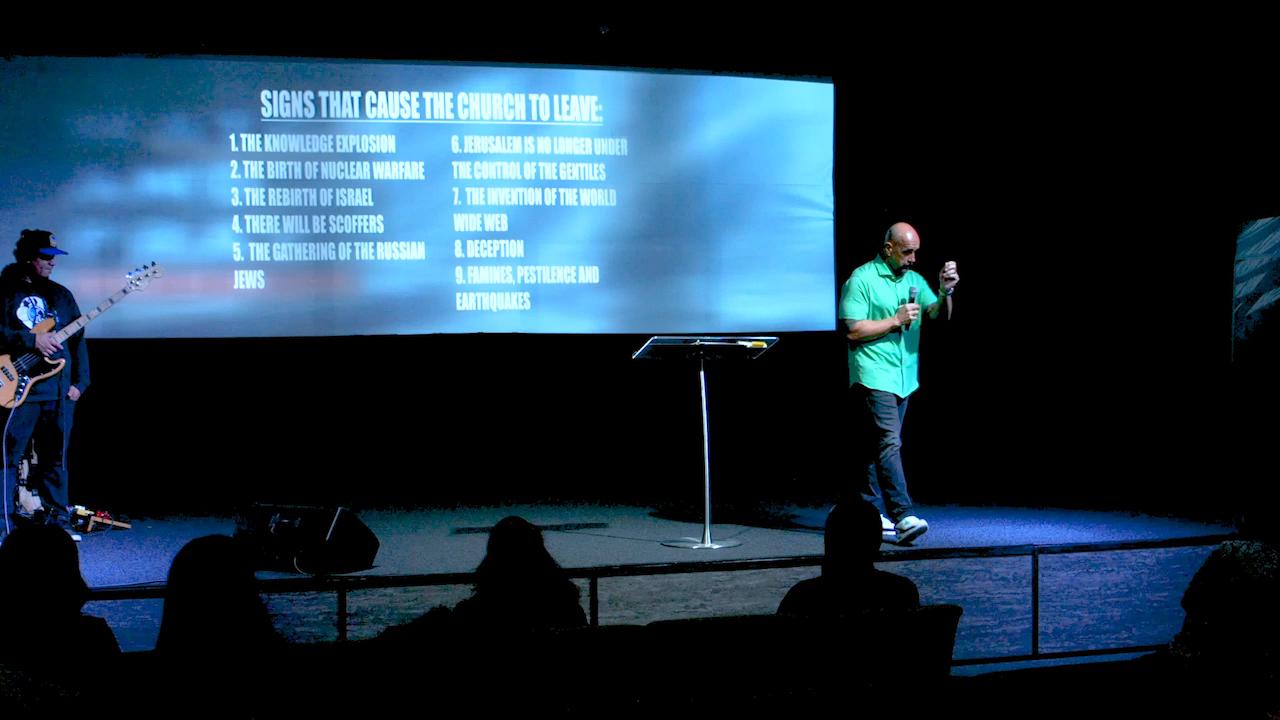 SIGNS THAT CAUSE THE CHURCH TO LEAVE:
1. THE KNOWLEDGE EXPLOSION
2. THE BIRTH OF NUCLEAR WARFARE
3. THE REBIRTH OF ISRAEL
4. THERE WILL BE SCOFFERS
5. THE GATHERING OF THE RUSSIAN
JEWS
6. JERUSALEM IS NO LONGER UNDER
THE CONTROL OF THE GENTILES
7. THE INVENTION OF THE WORLD
WIDE WEB
8. DECEPTION
9. FAMINES, PESTILENCE AND
EARTHQUAKES